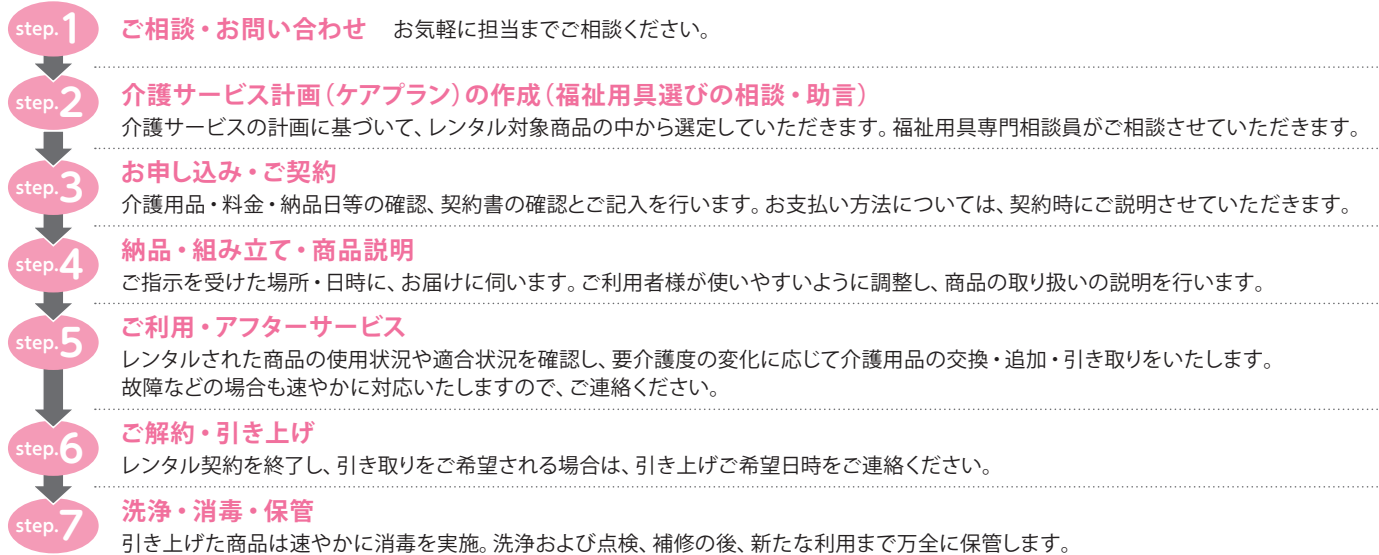 step.1 ご相談・お問い合わせ お気軽に担当までご相談ください。
step.2 介護サービス計画(ケアプラン)の作成(福祉用具選びの相談・助言)
介護サービスの計画に基づいて、レンタル対象商品の中から選定していただきます。福祉用具専門相談員がご相談させていただきます。
step.3 お申し込み・ご契約
介護用品・料金・納品日等の確認、契約書の確認とご記入を行います。お支払い方法については、契約時にご説明させていただきます。
step.4 納品・組み立て・商品説明
ご指示を受けた場所・日時に、お届けに伺います。ご利用者様が使いやすいように調整し、商品の取り扱いの説明を行います。
step.5 ご利用・アフターサービス
レンタルされた商品の使用状況や適合状況を確認し、要介護度の変化に応じて介護用品の交換・追加・引き取りをいたします。
故障などの場合も速やかに対応いたしますので、ご連絡ください。
step.6 ご解約・引き上げ
レンタル契約を終了し、引き取りをご希望される場合は、引き上げご希望日時をご連絡ください。
step.7 洗浄・消毒・保管
引き上げた商品は速やかに消毒を実施。洗浄および点検、補修の後、新たな利用まで万全に保管します。